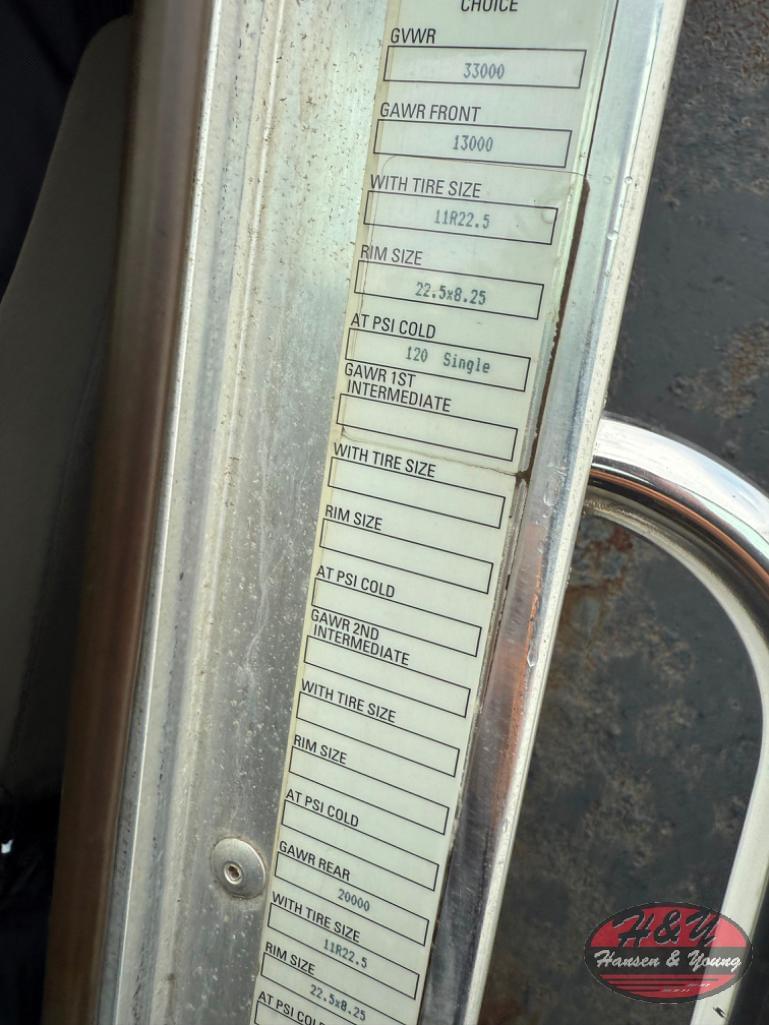 CHOICE
GVWR
33000
GAWR FRONT
13000
WITH TIRE SIZE
11R22.5
RIM SIZE
22.5x8.25
AT PSI COLD
120 Single
GAWR 1ST
INTERMEDIATE
WITH TIRE SIZE
RIM SIZE
AT PSI COLD
GAWR 2ND
INTERMEDIATE
WITH TIRE SIZE
RIM SIZE
AT PSI COLD
GAWR REAR
20000
WITH TIRE SIZE
11R22.5
RIM SIZE
22.5x8.25
AT PSI COLD
H&Y
Hansen & Young